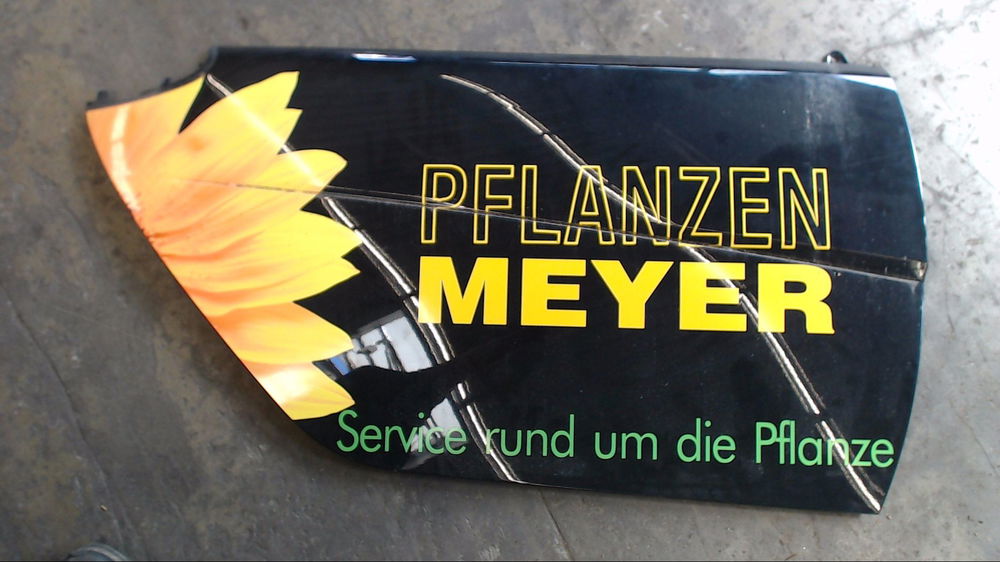 PFLANZEN
MEYER
Service rund um die Pflanze